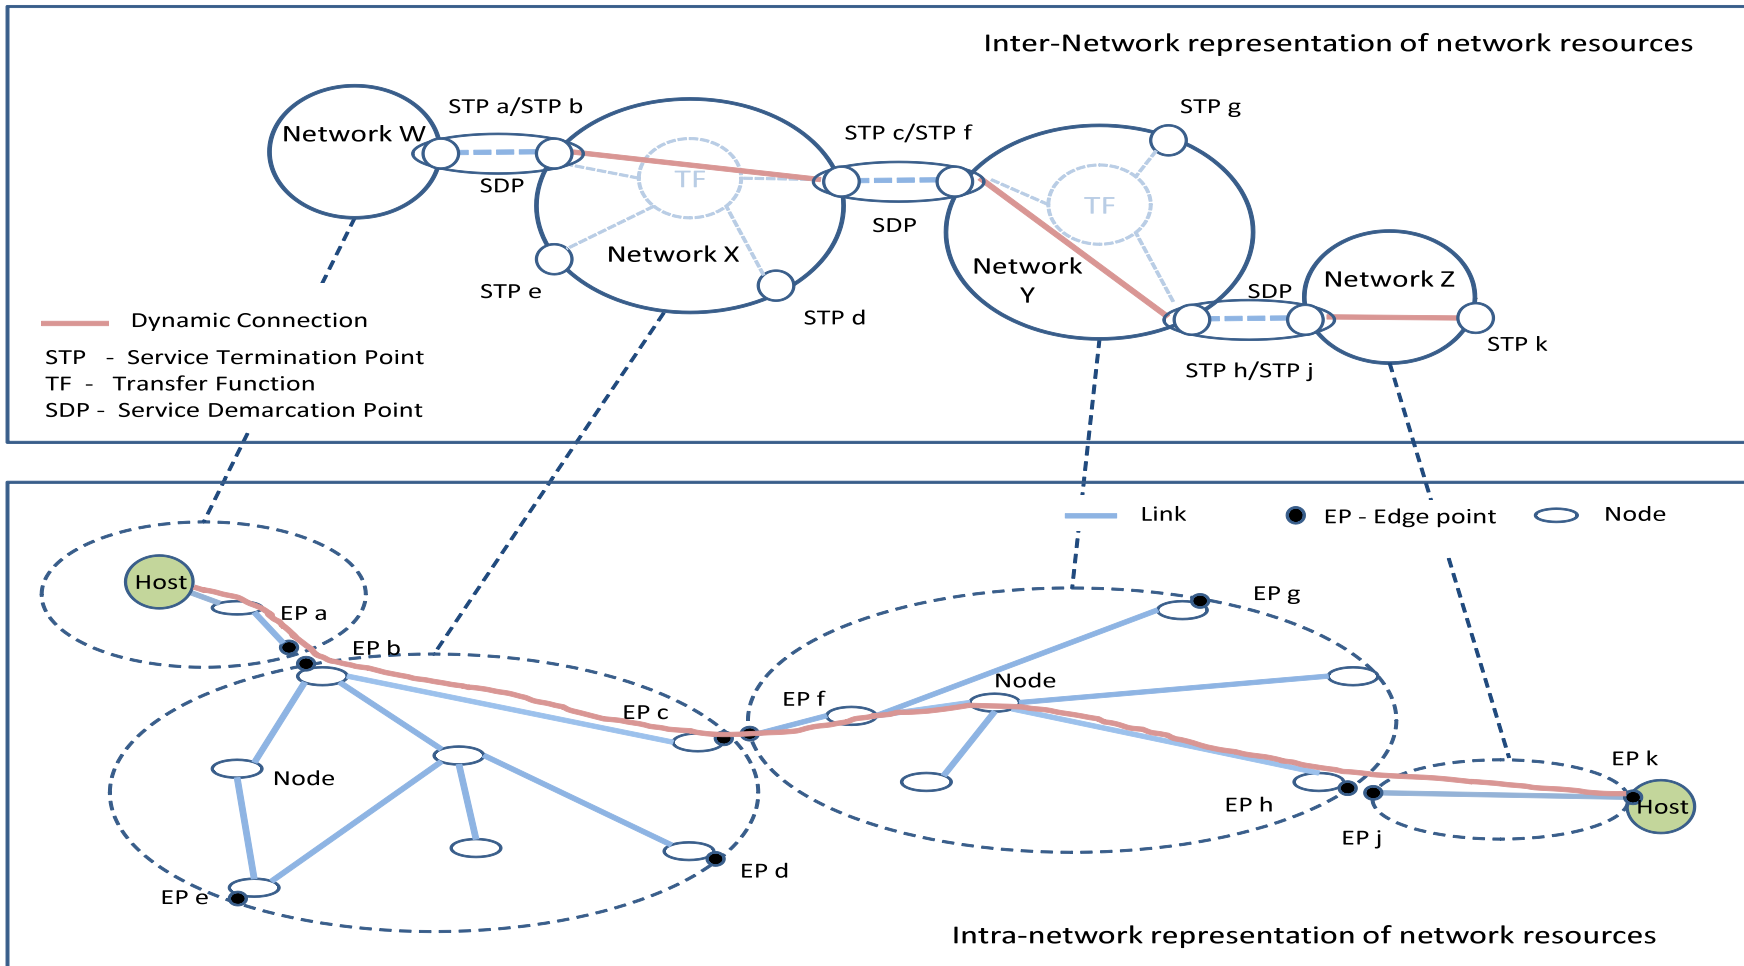 Inter-Network representation of network resources
STP a/STP b
STP g
STP c/STP f
Network W
TF
SDP
TF
SDP
Network X
Network
Y
STP e
SDP
Network Z
STP d
STP k
STP h/STP j
Dynamic Connection
STP - Service Termination Point
TF - Transfer Function
SDP - Service Demarcation Point
Link
EP - Edge point
Node
Host
EP a
EP b
EP g
EP c
EP f
Node
Node
EP k
EP h
Host
EP j
EP d
EP e
Intra-network representation of network resources